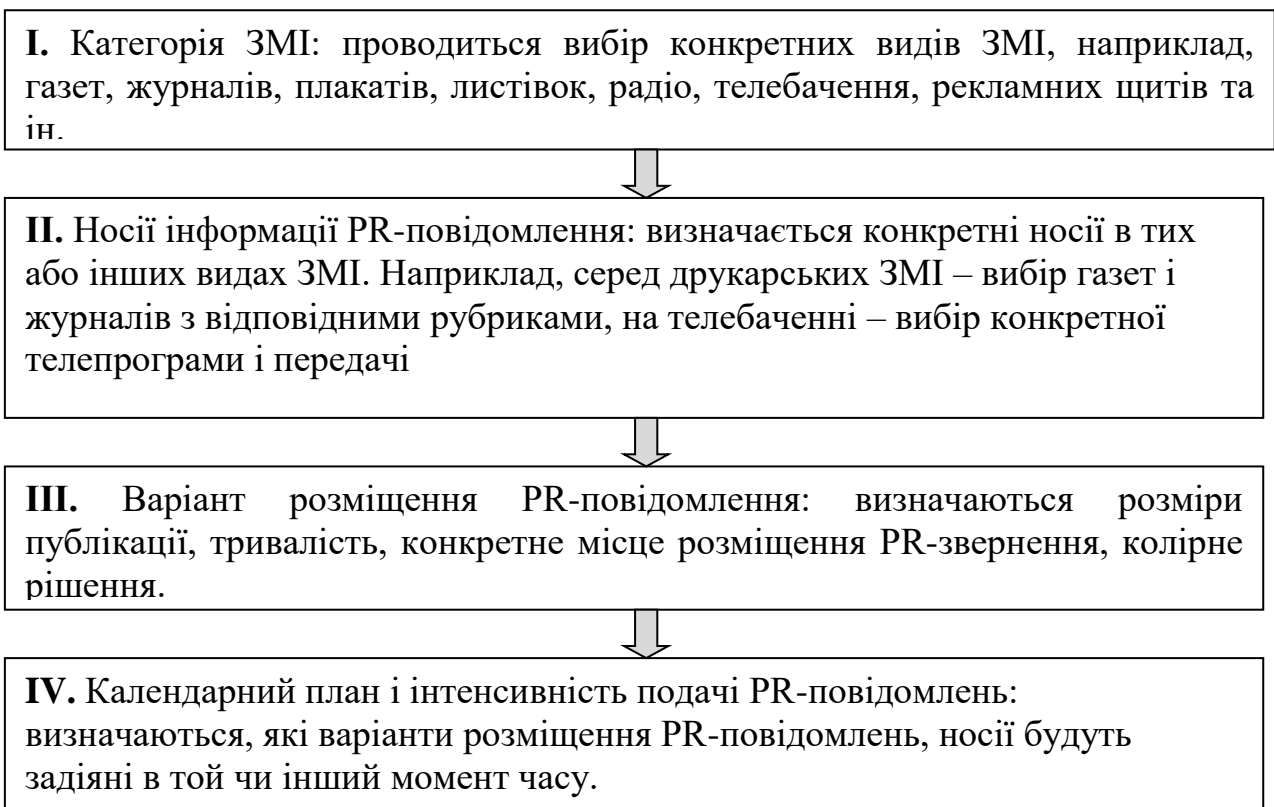 I. Категорія ЗМІ: проводиться вибір конкретних видів ЗМІ, наприклад,
газет, журналів, плакатів, листівок, радіо, телебачення, рекламних щитів та
ін.
II. Носії інформації PR-повідомлення: визначається конкретні носії в тих
або інших видах ЗМІ. Наприклад, серед друкарських ЗМІ – вибір газет і
журналів з відповідними рубриками, на телебаченні – вибір конкретної
телепрограми і передачі
III. Варіант розміщення PR-повідомлення: визначаються розміри
публікації, тривалість, конкретне місце розміщення PR-звернення, колірне
рішення.
IV. Календарний план і інтенсивність подачі PR-повідомлень:
визначаються, які варіанти розміщення PR-повідомлень, носії будуть
задіяні в той чи інший момент часу.